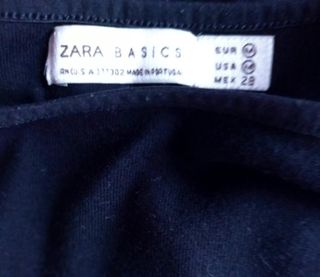 ZARA BASICS
MADE IN PORTUGAL
EUR M
USA M
MEX 28